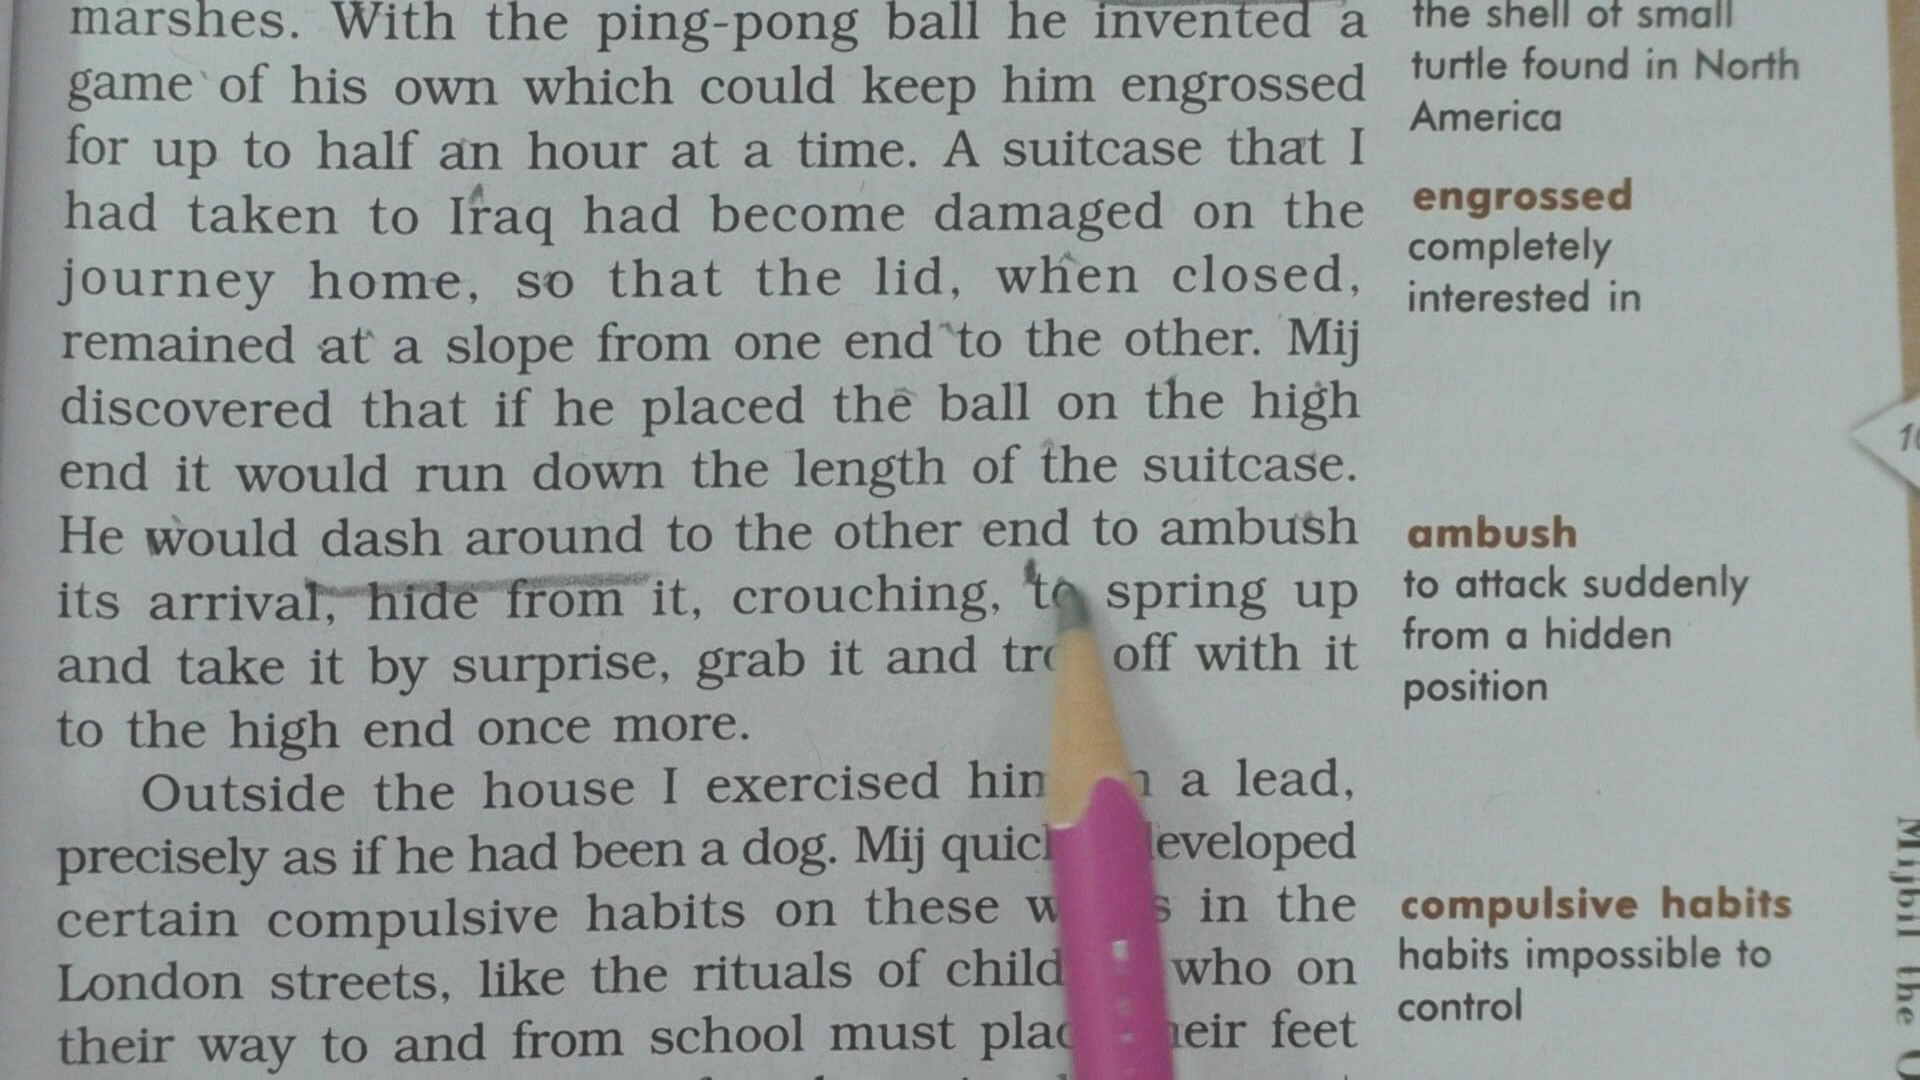 marshes. With the ping-pong ball he invented a
game of his own which could keep him engrossed
for up to half an hour at a time. A suitcase that I
had taken to Iraq had become damaged on the
journey home, so that the lid, when closed,
remained at a slope from one end to the other. Mij
discovered that if he placed the ball on the high
end it would run down the length of the suitcase.
He would dash around to the other end to ambush
its arrival, hide from it, crouching, to spring up
and take it by surprise, grab it and off with it
to the high end once more.
Outside the house I exercised a lead,
precisely as if he had been a dog. Mij
certain compulsive habits on these in the
London streets, like the rituals of who on
their way to and from school must feet
the shell of small
turtle found in North
America
engrossed
completely
interested in
ambush
to attack suddenly
from a hidden
position
compulsive habits
habits impossible to
control
Mijbil the